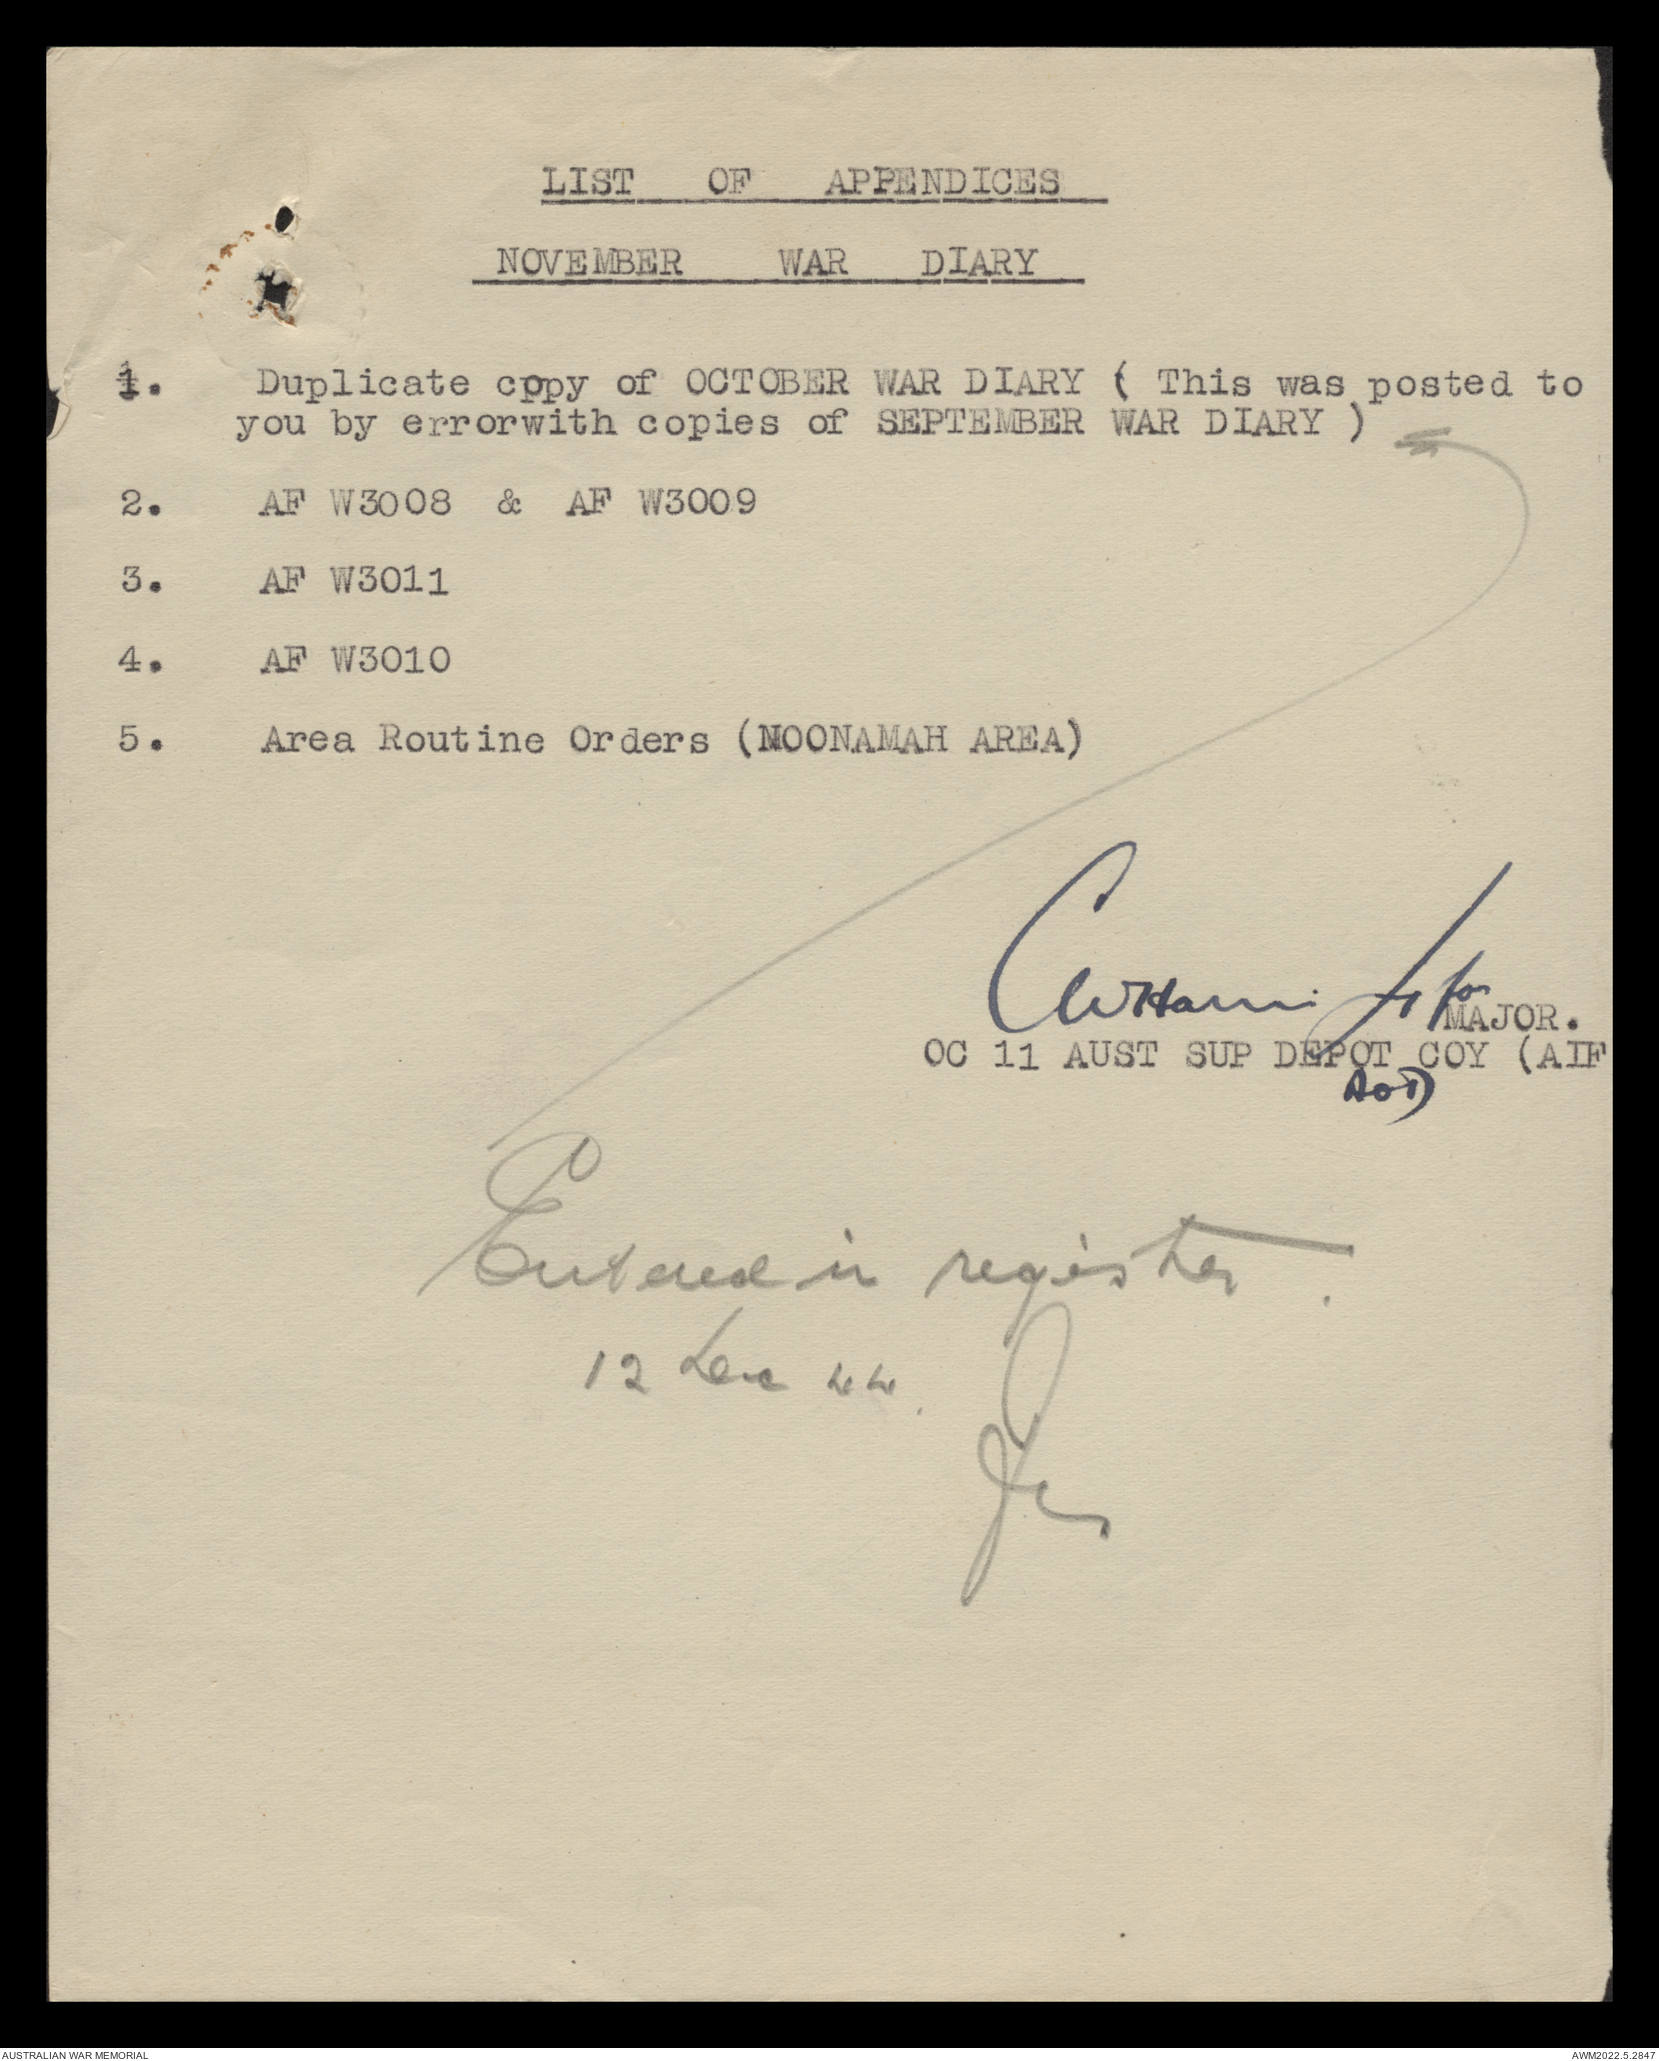 LIST OF APPENDICES
NOVEMBER WAR DIARY
1. Duplicate copy of OCTOBER WAR DIARY ( This was posted to
you by errorwith copies of SEPTEMBER WAR DIARY )
2. AF W3008 & AF W3009
3. AF W3011
4. AF W3010
5. Area Routine Orders (NOONAMAH AREA)
for MAJOR.
OC 11 AUST SUP DEPOT COY (AIF
Entered in register.
12 Dec 44.
AUSTRALIAN WAR MEMORIAL
AWM2022.5.2847